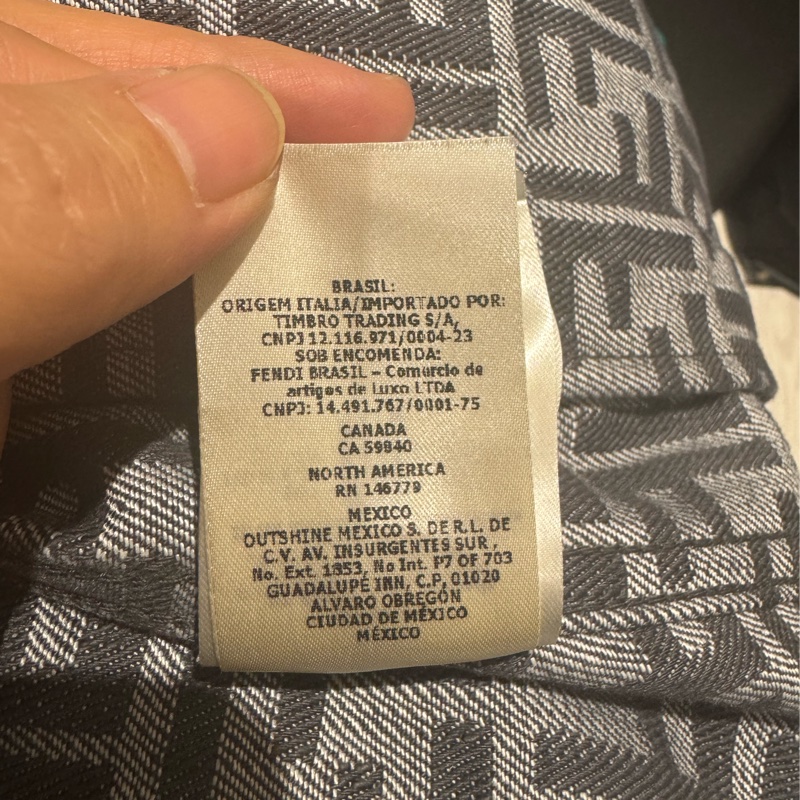 BRASIL:
ORIGEM ITALIA/IMPORTADO POR:
TIMBRO TRADING S/A,
CNPJ 12.116.971/0004-23
SOB ENCOMENDA:
FENDI BRASIL – Comercio de
artigos de Luxo LTDA
CNPJ: 14.491.767/0001-75
CANADA
CA 59840
NORTH AMERICA
RN 146779
MEXICO
OUTSHINE MEXICO S. DE R.L. DE
C.V. AV. INSURGENTES SUR,
No. Ext. 1853, No Int. P7 OF 703
GUADALUPE INN, C.P. 01020
ALVARO OBREGÓN
CIUDAD DE MÉXICO
MÉXICO